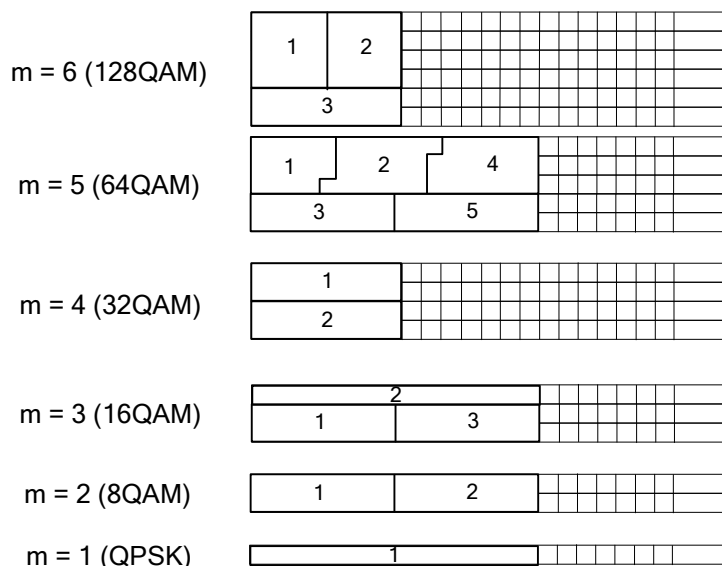 1 2
m = 6 (128QAM)
3
1 2 4
m = 5 (64QAM)
3 5
1
m = 4 (32QAM)
2
2
m = 3 (16QAM)
1 3
m = 2 (8QAM) 1 2
m = 1 (QPSK) 1